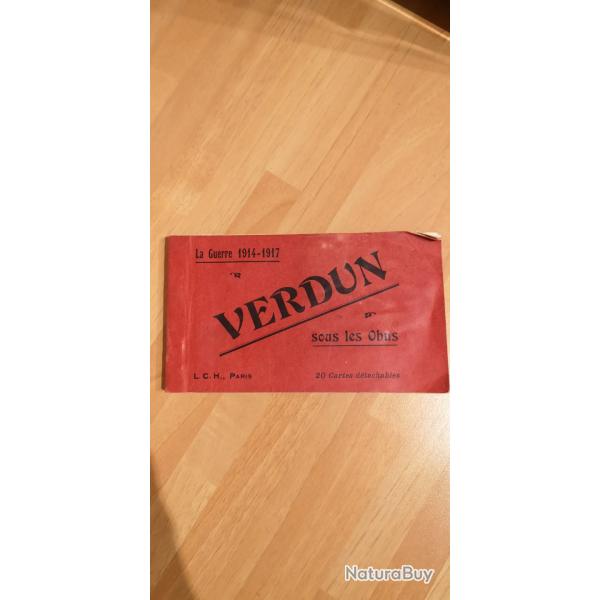 La Guerre 1914-1917
VERDUN
sous les Obus
L. C. H., PARIS
20 Cartes détachables
NaturaBuy